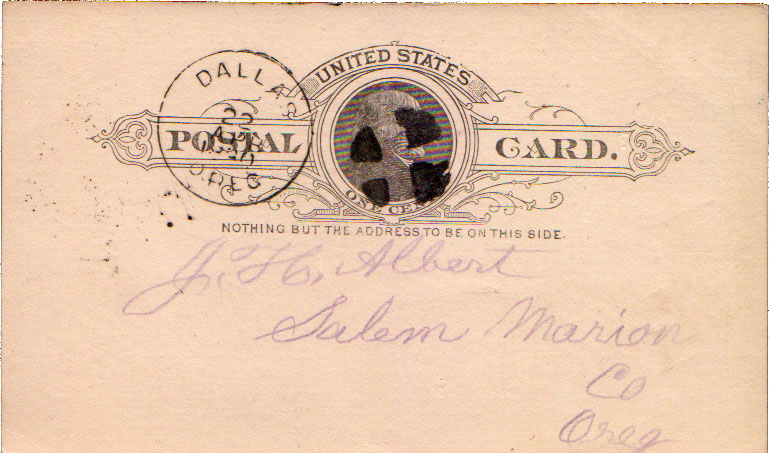 UNITED STATES
POSTAL CARD.
ONE CENT
DALLAS
22
OREG
NOTHING BUT THE ADDRESS TO BE ON THIS SIDE.
J. H. Albert
Salem Marion
Co
Oreg